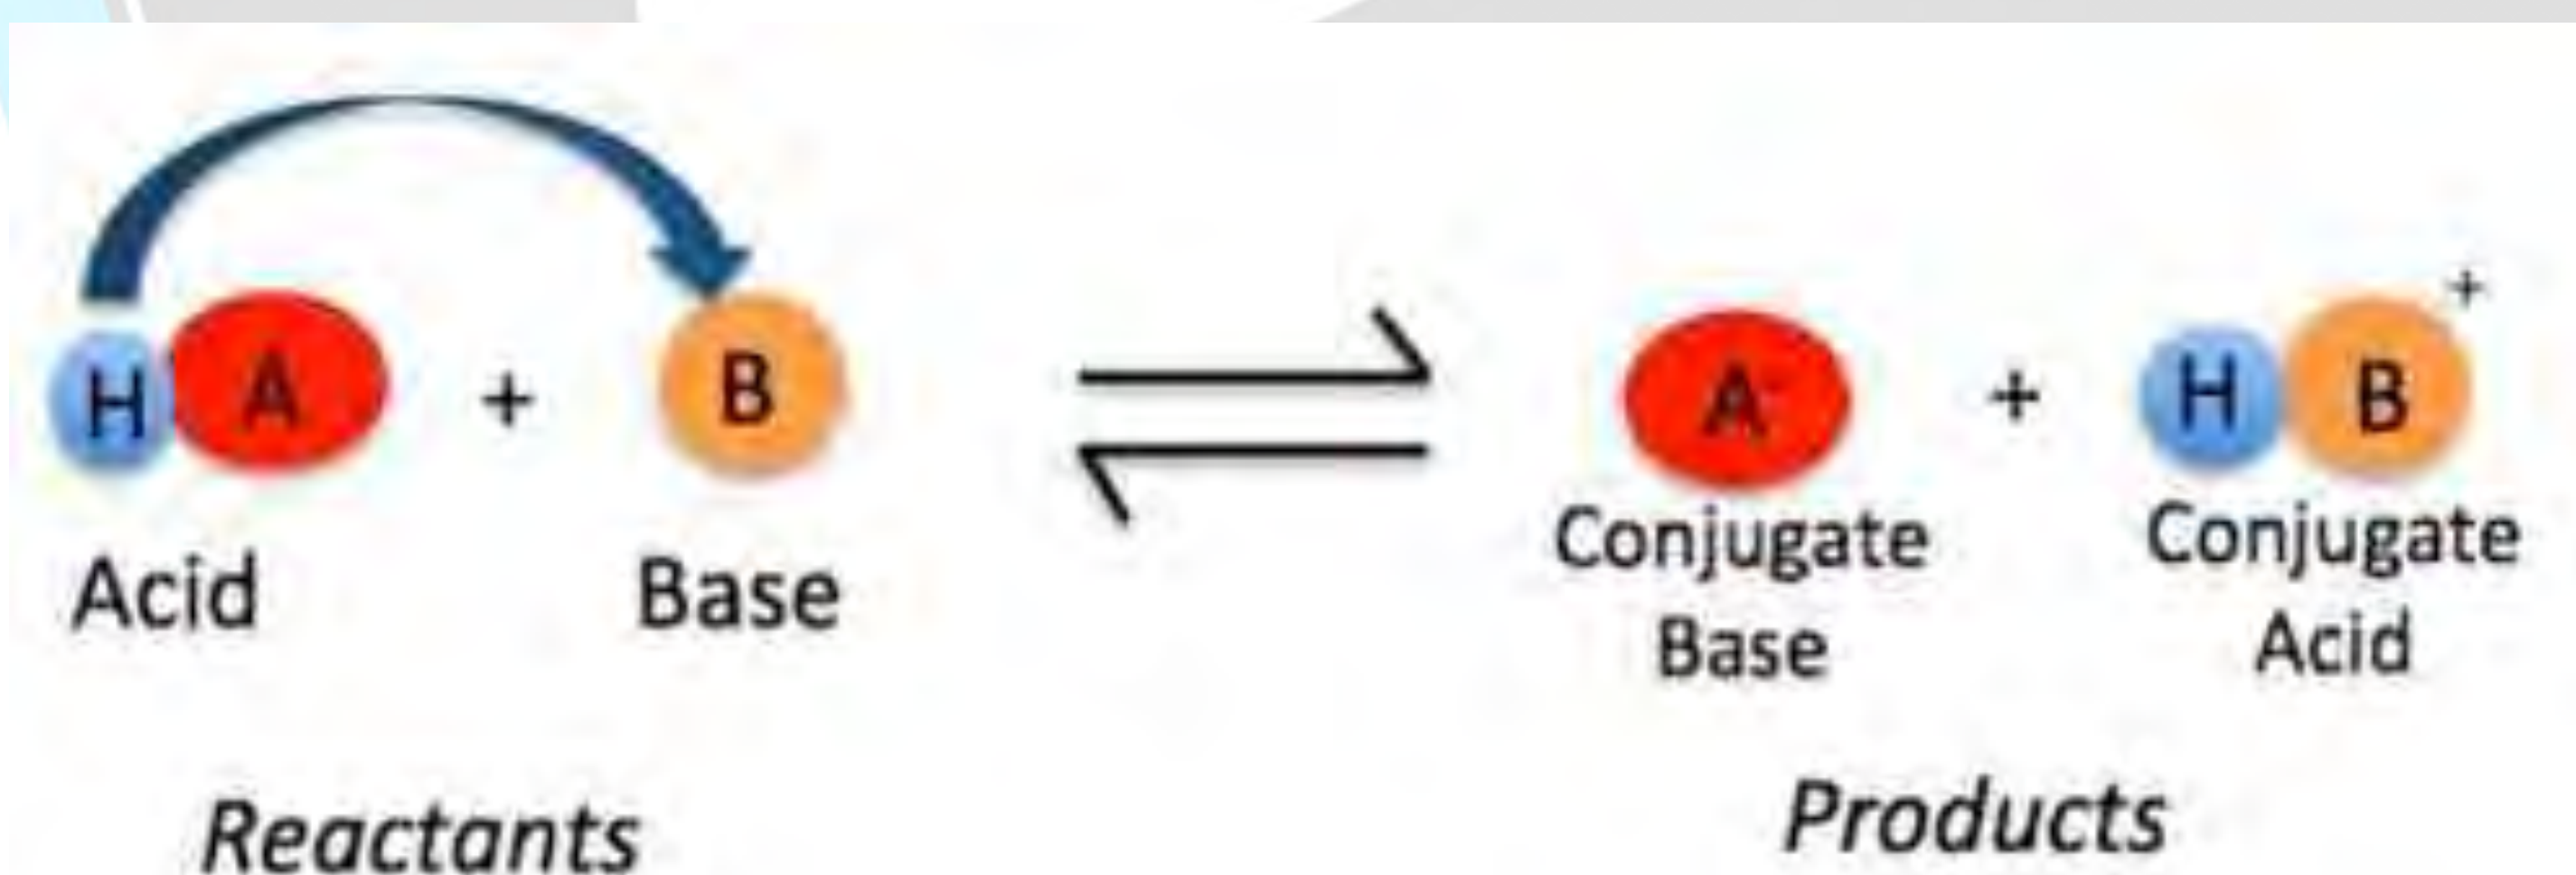 H A + B A⁻ + H B⁺
Acid Base Conjugate Base Conjugate Acid
Reactants Products